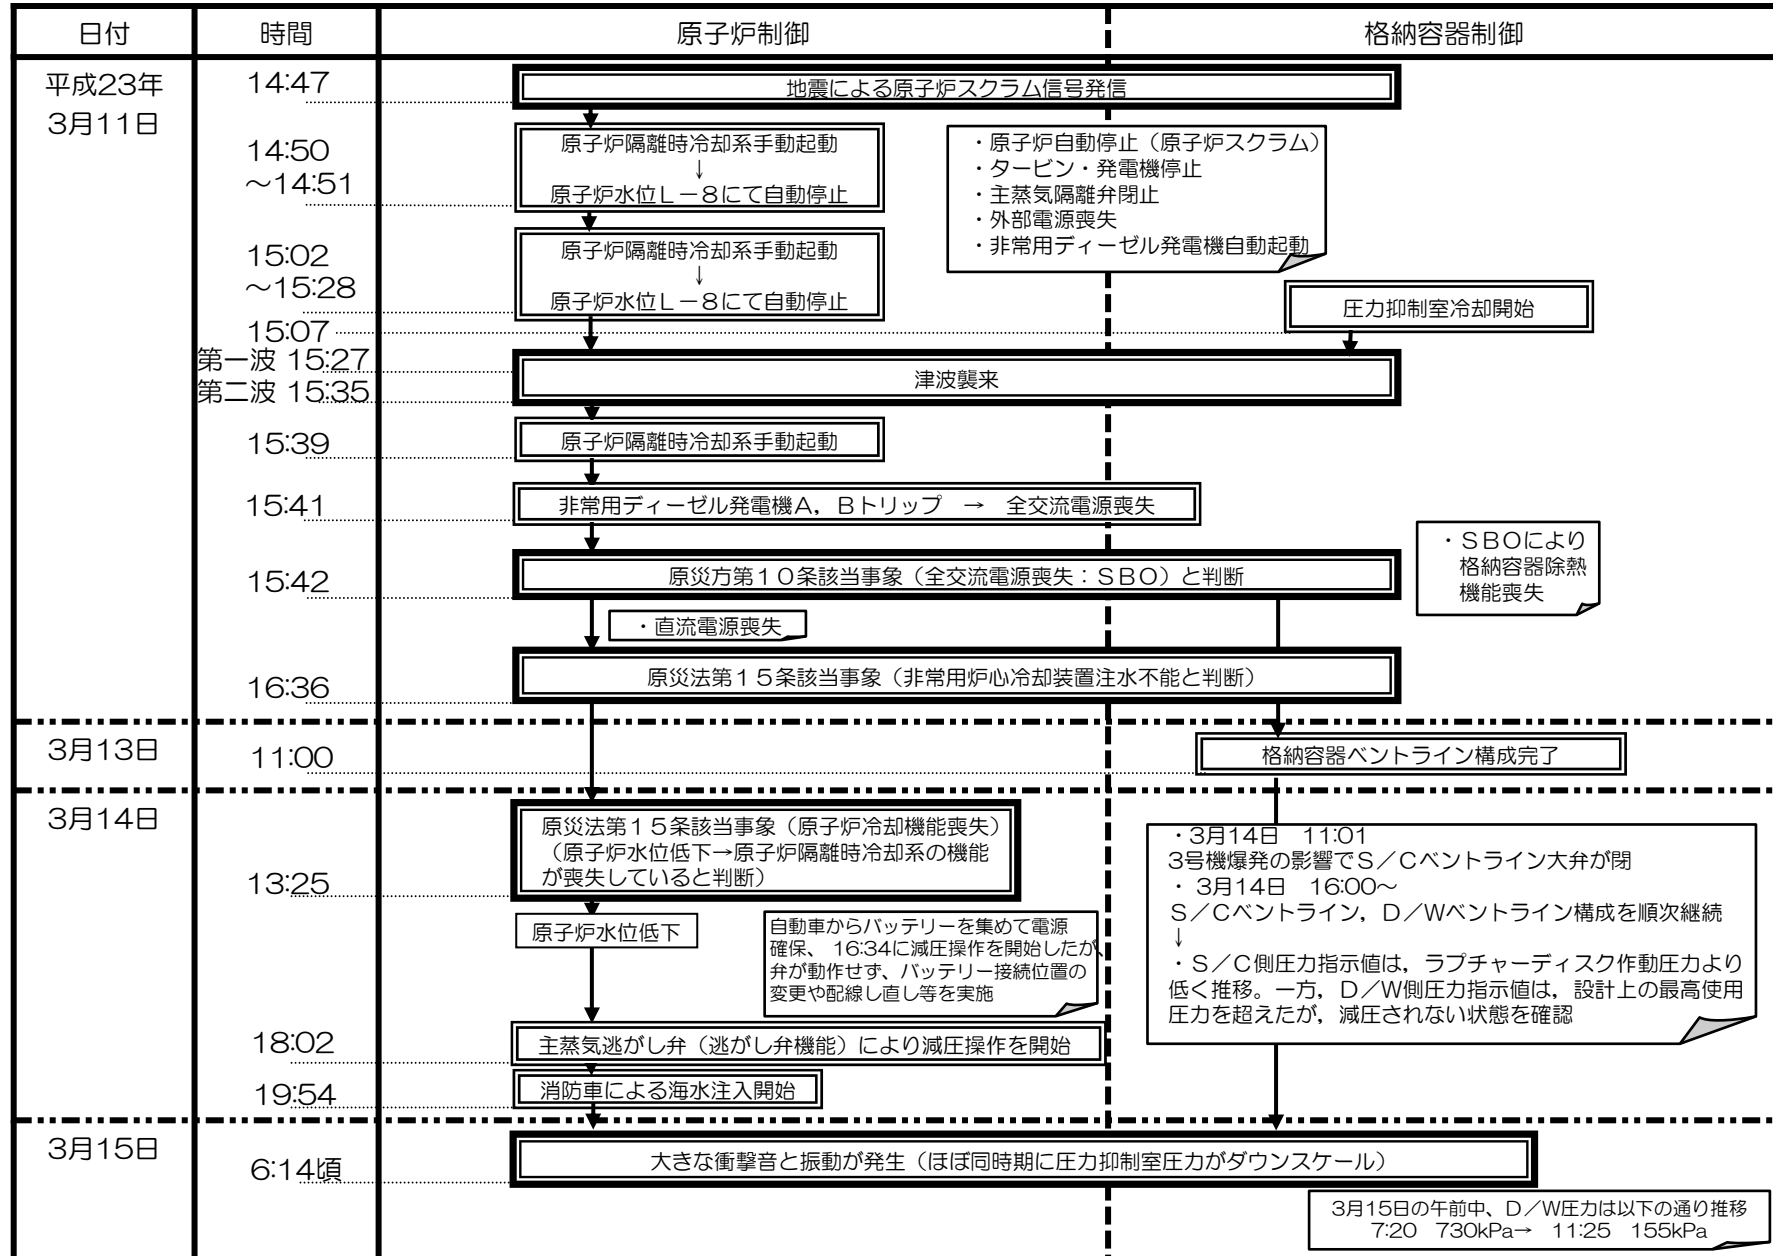 日付
時間
原子炉制御
格納容器制御
平成23年
3月11日
14:47
地震による原子炉スクラム信号発信
14:50
～14:51
原子炉隔離時冷却系手動起動
↓
原子炉水位Ｌ－８にて自動停止
・原子炉自動停止（原子炉スクラム）
・タービン・発電機停止
・主蒸気隔離弁閉止
・外部電源喪失
・非常用ディーゼル発電機自動起動
15:02
～15:28
原子炉隔離時冷却系手動起動
↓
原子炉水位Ｌ－８にて自動停止
15:07
圧力抑制室冷却開始
第一波 15:27
第二波 15:35
津波襲来
15:39
原子炉隔離時冷却系手動起動
15:41
非常用ディーゼル発電機Ａ，Ｂトリップ　→　全交流電源喪失
15:42
原災方第１０条該当事象（全交流電源喪失：ＳＢＯ）と判断
・ＳＢＯにより
格納容器除熱
機能喪失
・直流電源喪失
16:36
原災法第１５条該当事象（非常用炉心冷却装置注水不能と判断）
3月13日
11:00
格納容器ベントライン構成完了
3月14日
13:25
原災法第１５条該当事象（原子炉冷却機能喪失）
（原子炉水位低下→原子炉隔離時冷却系の機能
が喪失していると判断）
・3月14日　11:01
3号機爆発の影響でＳ／Ｃベントライン大弁が閉
・ 3月14日　16:00～
Ｓ／Ｃベントライン，Ｄ／Ｗベントライン構成を順次継続
↓
・Ｓ／Ｃ側圧力指示値は，ラプチャーディスク作動圧力より
低く推移。一方，Ｄ／Ｗ側圧力指示値は，設計上の最高使用
圧力を超えたが，減圧されない状態を確認
原子炉水位低下
自動車からバッテリーを集めて電源
確保、 16:34に減圧操作を開始したが、
弁が動作せず、バッテリー接続位置の
変更や配線し直し等を実施
18:02
主蒸気逃がし弁（逃がし弁機能）により減圧操作を開始
19:54
消防車による海水注入開始
3月15日
6:14頃
大きな衝撃音と振動が発生（ほぼ同時期に圧力抑制室圧力がダウンスケール）
3月15日の午前中、Ｄ／Ｗ圧力は以下の通り推移
7:20　730kPa→　11:25　155kPa